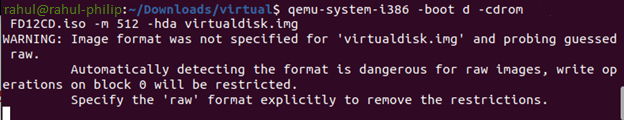 rahul@rahul-philip:~/Downloads/virtual$ qemu-system-i386 -boot d -cdrom
FD12CD.iso -m 512 -hda virtualdisk.img
WARNING: Image format was not specified for 'virtualdisk.img' and probing guessed
raw.
Automatically detecting the format is dangerous for raw images, write op
erations on block 0 will be restricted.
Specify the 'raw' format explicitly to remove the restrictions.